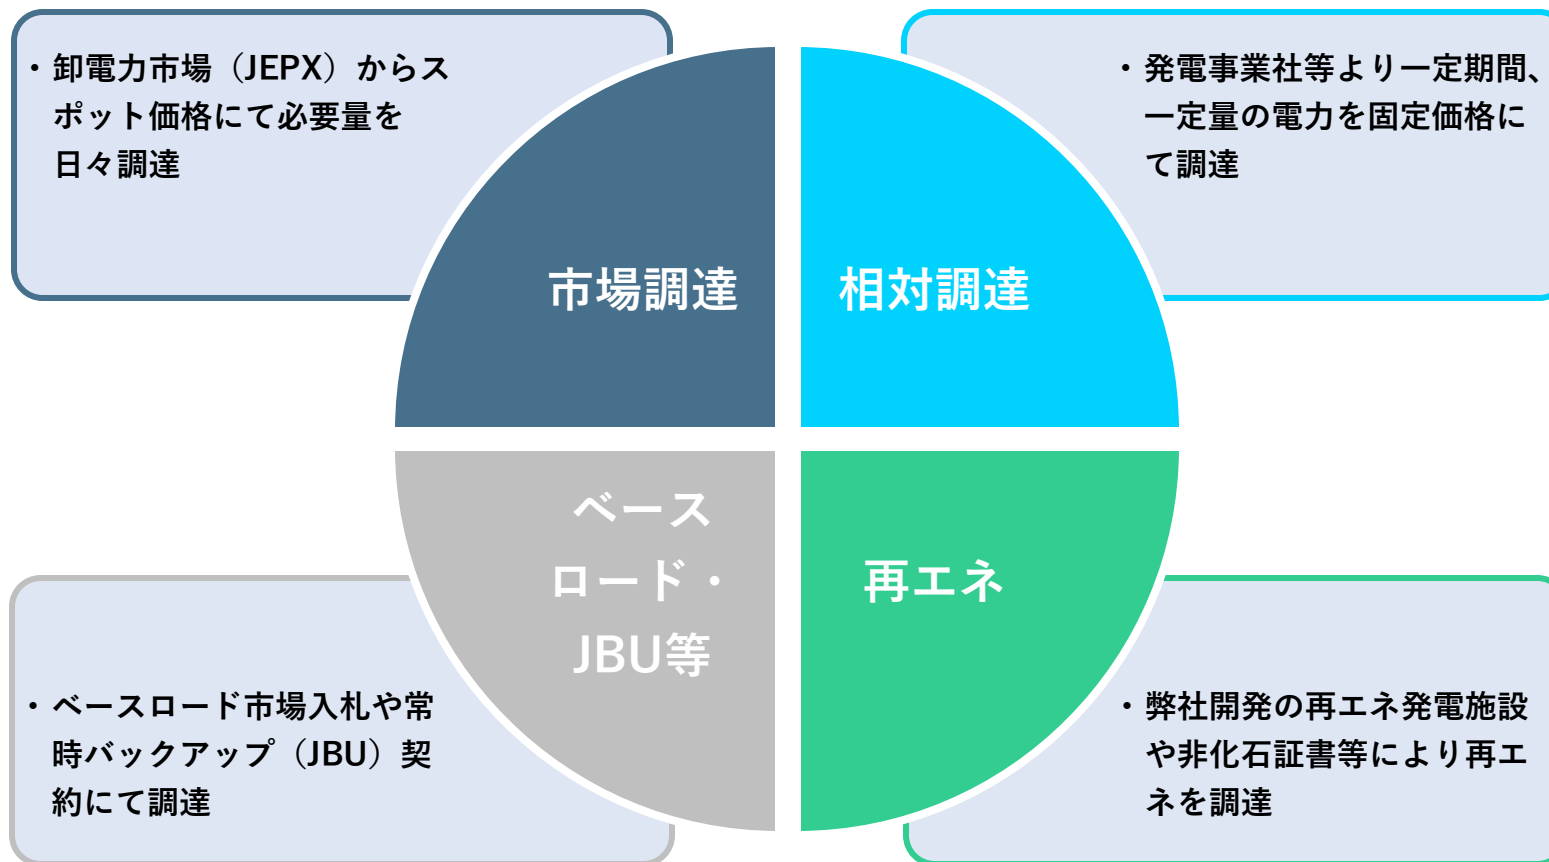 ・卸電力市場（JEPX）からス
ポット価格にて必要量を
日々調達
・発電事業社等より一定期間、
一定量の電力を固定価格に
て調達
市場調達
相対調達
ベース
ロード・
JBU等
再エネ
・ベースロード市場入札や常
時バックアップ（JBU）契
約にて調達
・弊社開発の再エネ発電施設
や非化石証書等により再エ
ネを調達